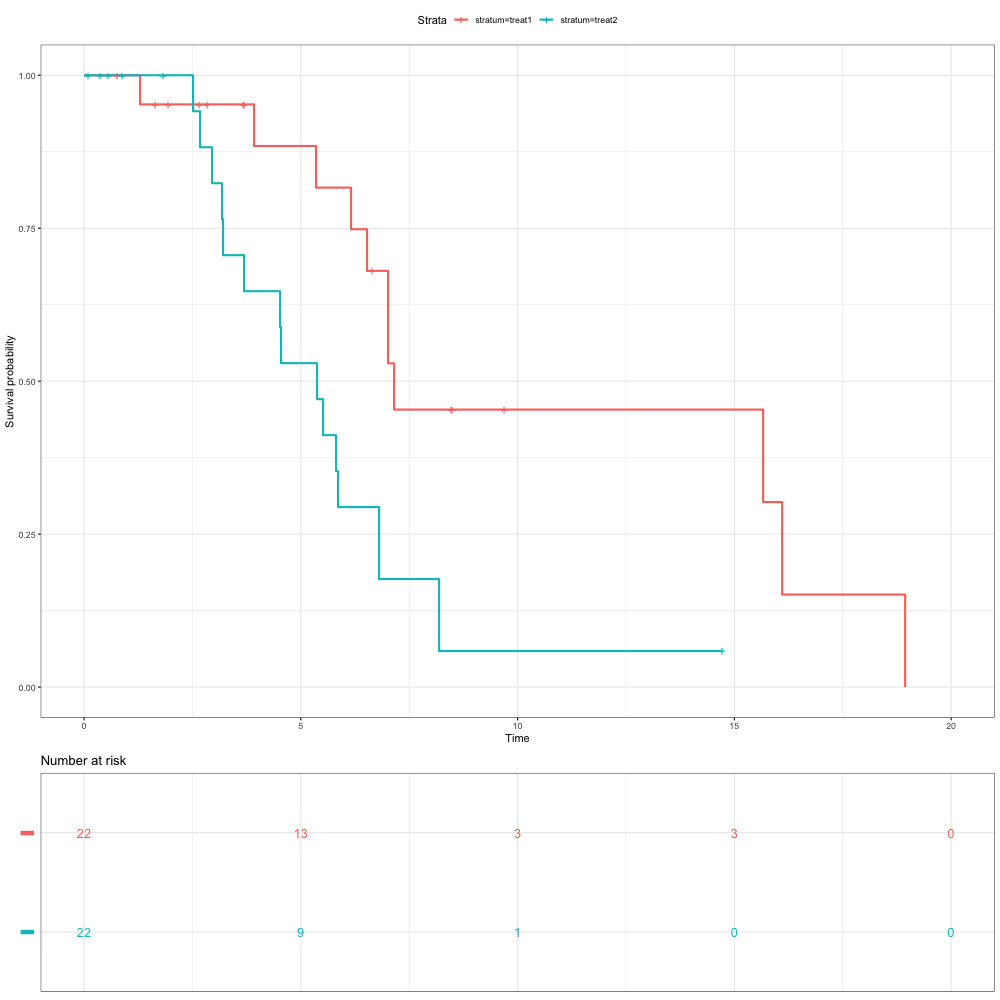 Strata stratum=treat1 stratum=treat2
1.00
0.75
0.50
0.25
0.00
Survival probability
0 5 10 15 20
Time
Number at risk
22 13 3 3 0
22 9 1 0 0